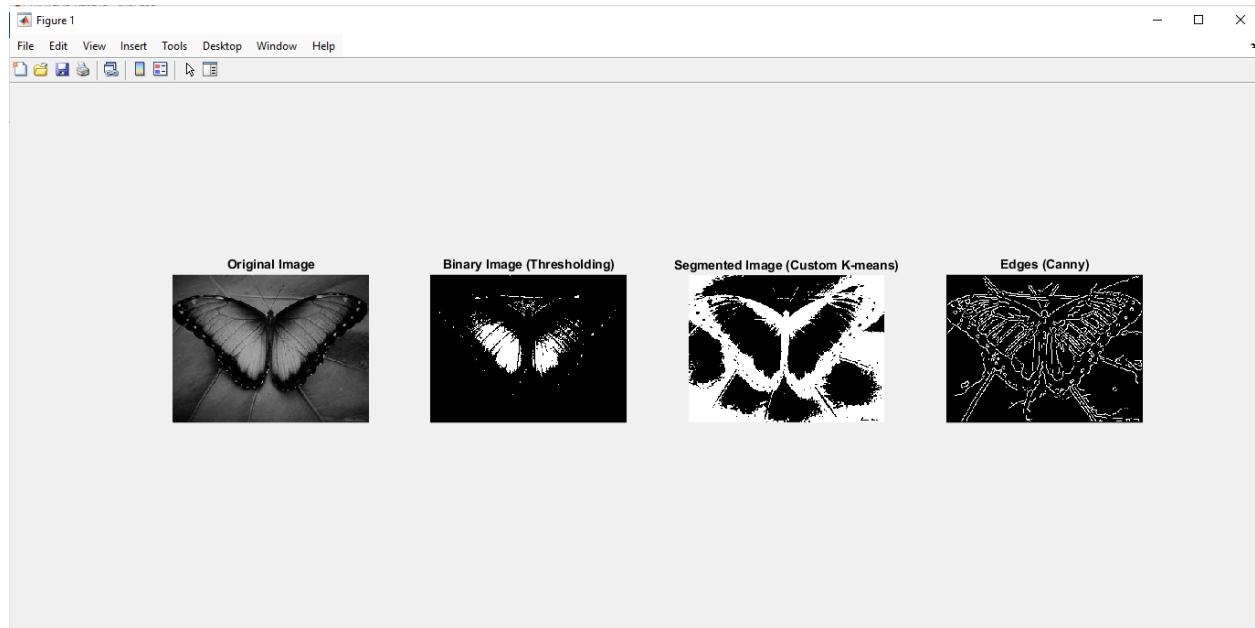 Figure 1
File Edit View Insert Tools Desktop Window Help
Original Image
Binary Image (Thresholding)
Segmented Image (Custom K-means)
Edges (Canny)